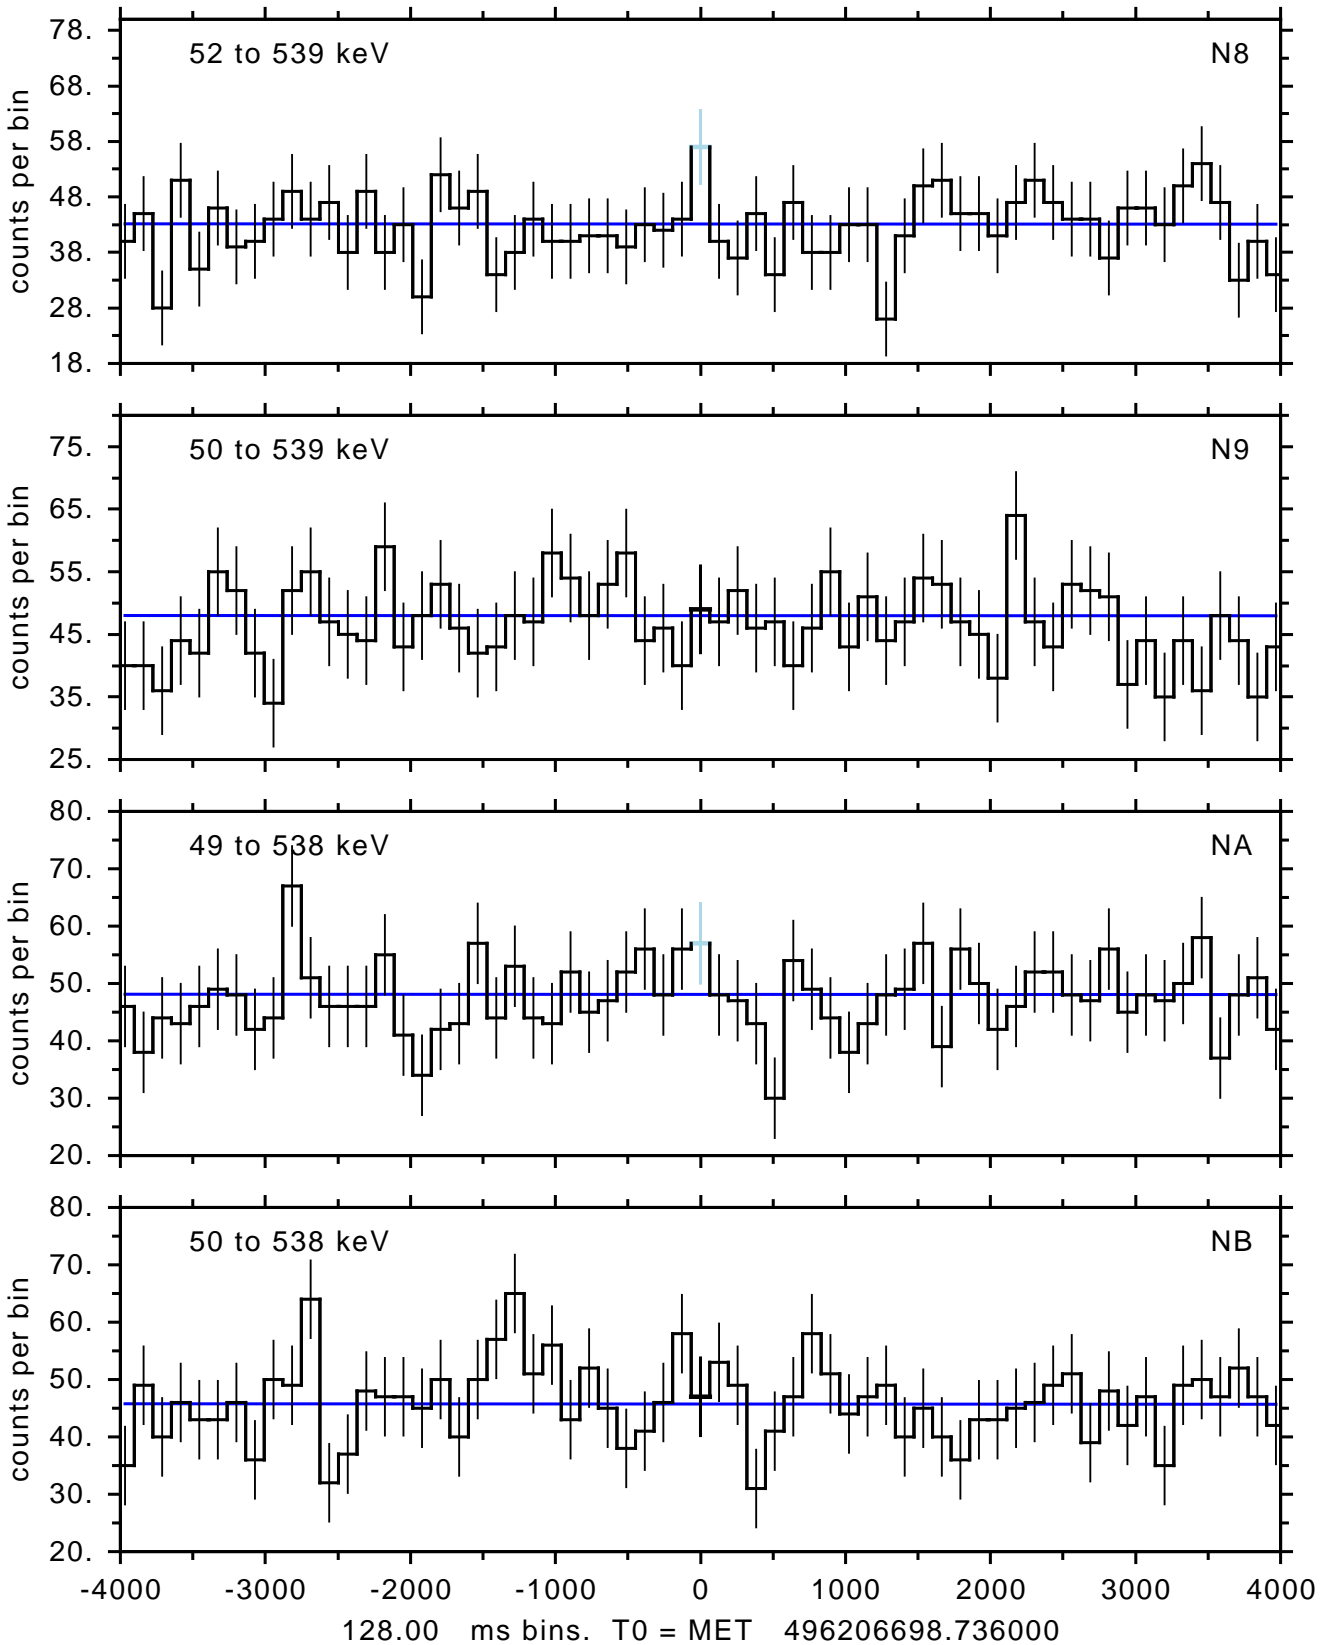 78.
52 to 539 keV N8
68.
58.
48.
38.
28.
18.
counts per bin
75.
50 to 539 keV N9
65.
55.
45.
35.
25.
counts per bin
80.
49 to 538 keV NA
70.
60.
50.
40.
30.
20.
counts per bin
80.
50 to 538 keV NB
70.
60.
50.
40.
30.
20.
counts per bin
-4000 -3000 -2000 -1000 0 1000 2000 3000 4000
128.00 ms bins. T0 = MET 496206698.736000